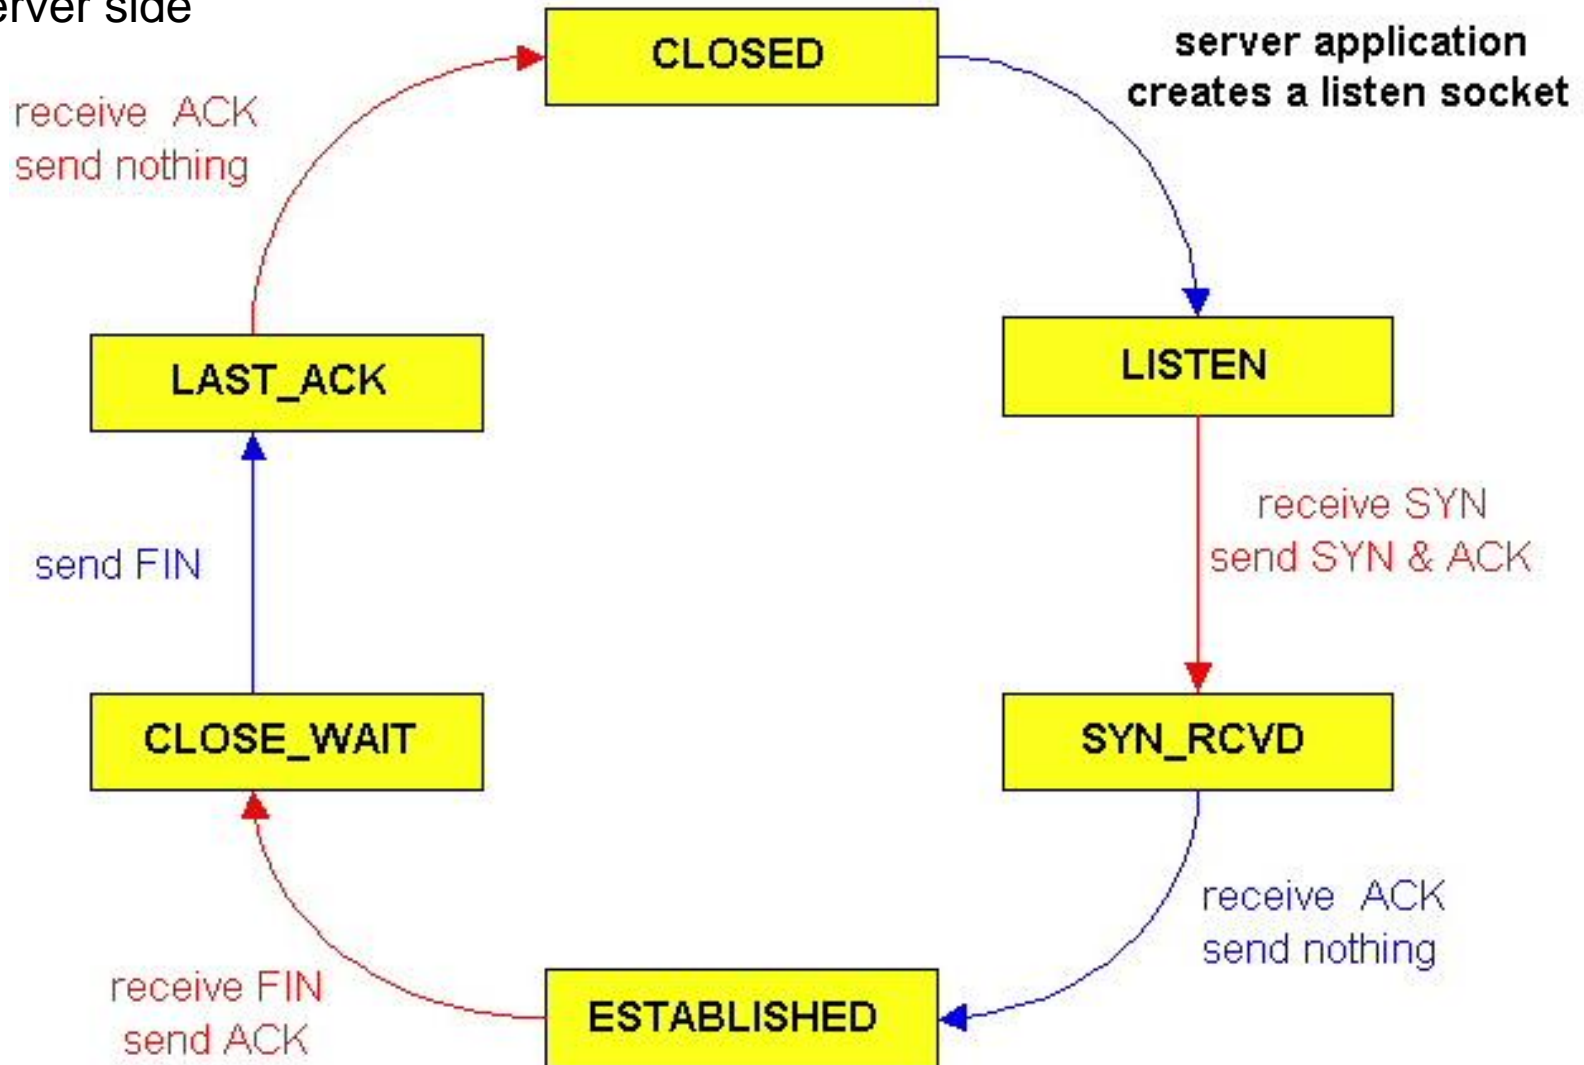 erver side
CLOSED
server application
creates a listen socket
receive ACK
send nothing
LAST_ACK
LISTEN
receive SYN
send SYN & ACK
send FIN
CLOSE_WAIT
SYN_RCVD
receive ACK
send nothing
receive FIN
send ACK
ESTABLISHED